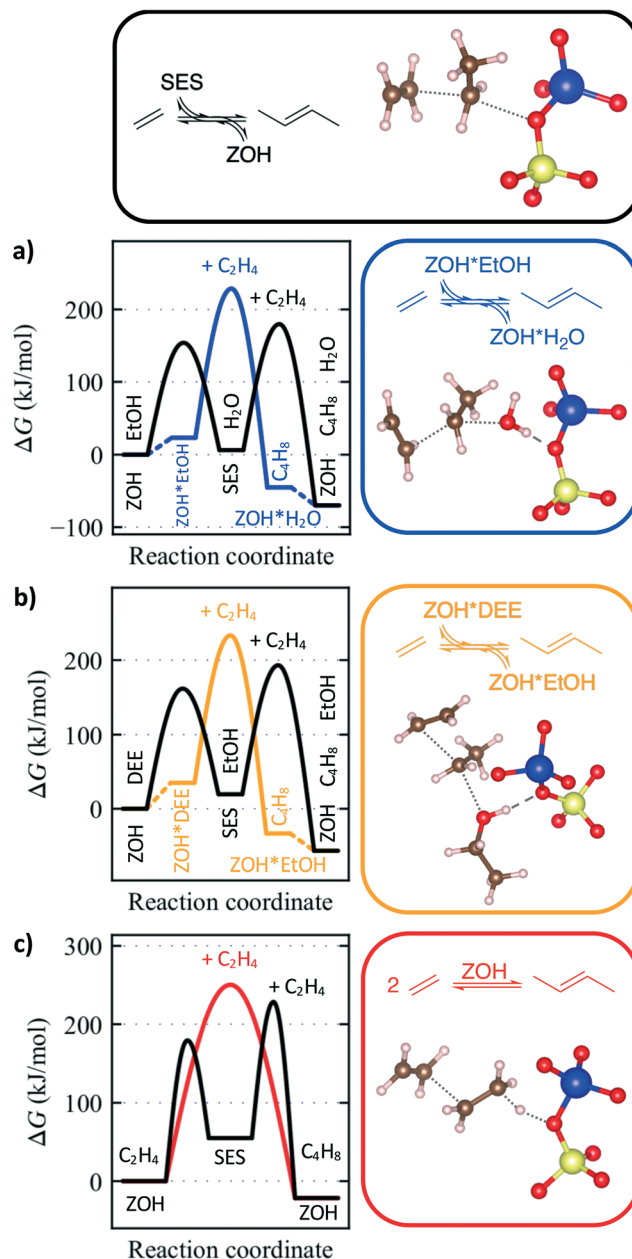 SES
ZOH
a)
+ C₂H₄
+ C₂H₄
200
100
0
−100
ΔG (kJ/mol)
EtOH
ZOH
ZOH*EtOH
H₂O
SES
C₄H₈
ZOH*H₂O
H₂O
C₄H₈
ZOH
Reaction coordinate
ZOH*EtOH
ZOH*H₂O
b)
+ C₂H₄
+ C₂H₄
200
100
0
ΔG (kJ/mol)
DEE
ZOH
ZOH*DEE
EtOH
SES
C₄H₈
ZOH*EtOH
EtOH
C₄H₈
ZOH
Reaction coordinate
ZOH*DEE
ZOH*EtOH
c)
+ C₂H₄
+ C₂H₄
300
200
100
0
ΔG (kJ/mol)
C₂H₄
ZOH
SES
C₄H₈
ZOH
Reaction coordinate
2 ZOH